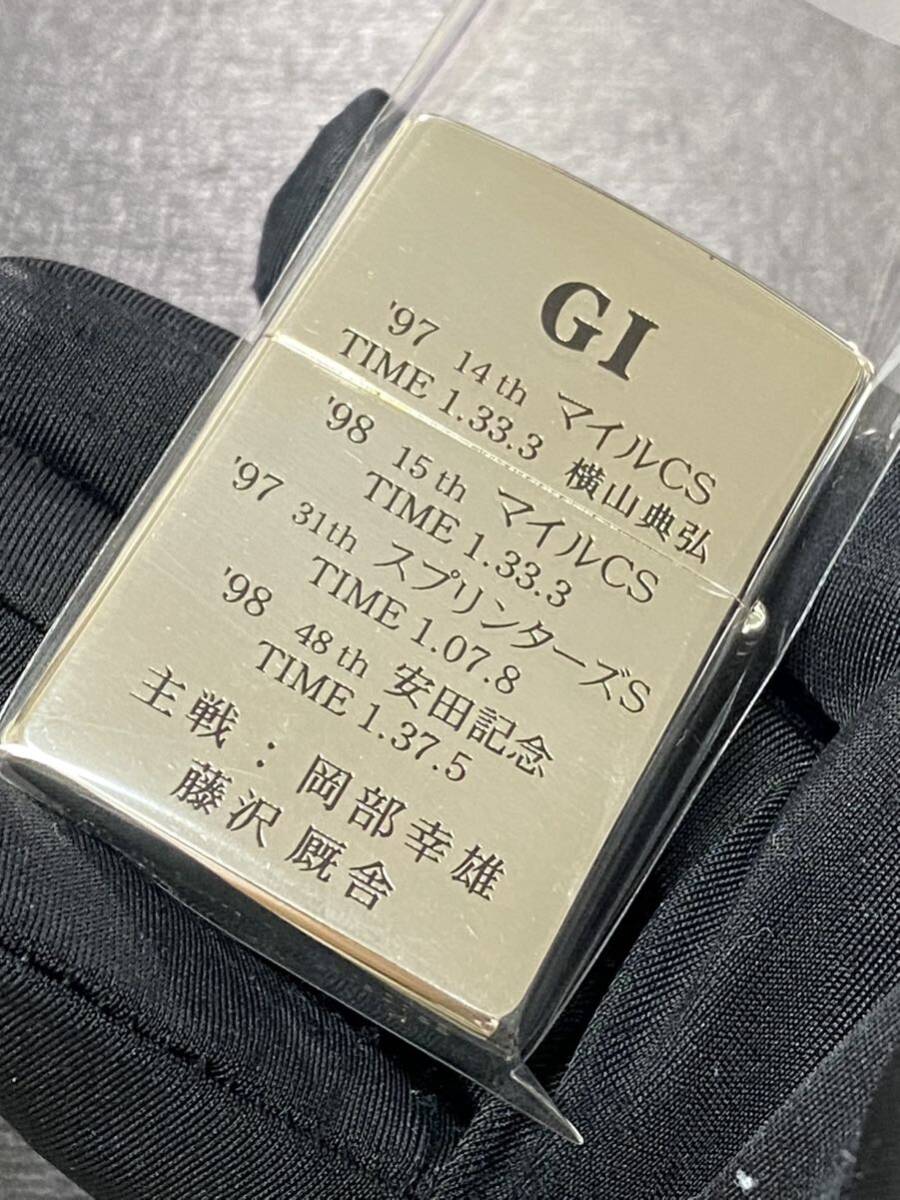 GI
'97 14th マイルCS
TIME 1.33.3 横山典弘
'98 15th マイルCS
TIME 1.33.3
'97 31th スプリンターズS
TIME 1.07.8
'98 48th 安田記念
TIME 1.37.5
主戦：岡部幸雄
藤沢厩舎